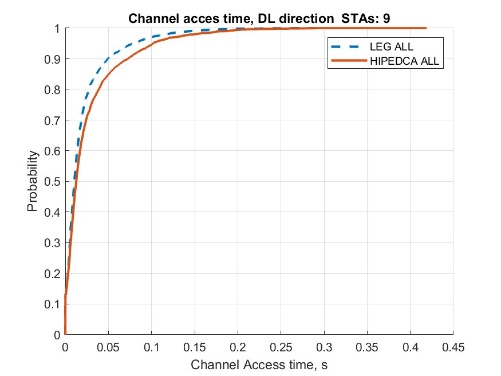 Channel acces time, DL direction  STAs: 9
LEG ALL
HIPEDCA ALL
Probability
1
0.9
0.8
0.7
0.6
0.5
0.4
0.3
0.2
0.1
0
0 0.05 0.1 0.15 0.2 0.25 0.3 0.35 0.4 0.45
Channel Access time, s